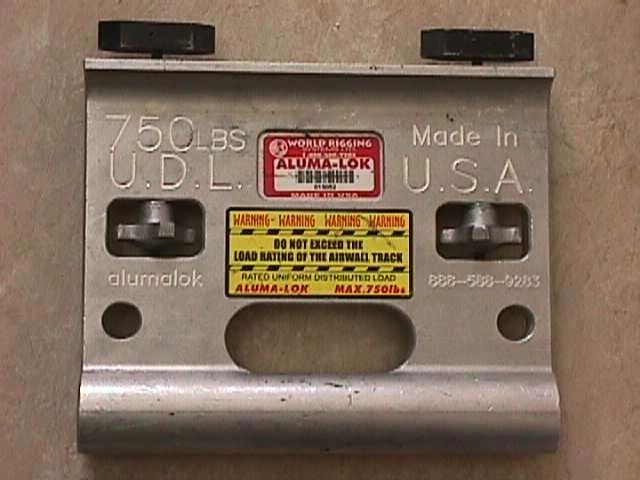 750LBS
U.D.L.
WORLD RIGGING
ALUMA-LOK
MADE IN USA
Made In
U.S.A.
WARNING - WARNING WARNING - WARNING
DO NOT EXCEED THE
LOAD RATING OF THE AIRWALL TRACK
RATED UNIFORM DISTRIBUTED LOAD
ALUMA-LOK MAX. 750lbs
alumalok
888-588-9283